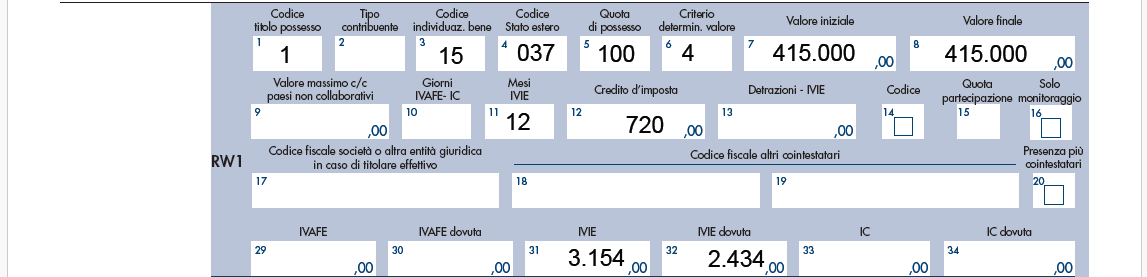 Codice titolo possesso
Tipo contribuente
Codice individuaz. bene
Codice Stato estero
Quota di possesso
Criterio determin. valore
Valore iniziale
Valore finale
1 1
2
3 15
4 037
5 100
6 4
7 415.000 ,00
8 415.000 ,00
Valore massimo c/c paesi non collaborativi
Giorni IVAFE- IC
Mesi IVIE
Credito d'imposta
Detrazioni - IVIE
Codice
Quota partecipazione
Solo monitoraggio
9 ,00
10
11 12
12 720 ,00
13 ,00
14
15
16
RW1
Codice fiscale società o altra entità giuridica in caso di titolare effettivo
Codice fiscale altri cointestatari
Presenza più cointestatari
17
18
19
20
IVAFE
IVAFE dovuta
IVIE
IVIE dovuta
IC
IC dovuta
29 ,00
30 ,00
31 3.154 ,00
32 2.434 ,00
33 ,00
34 ,00